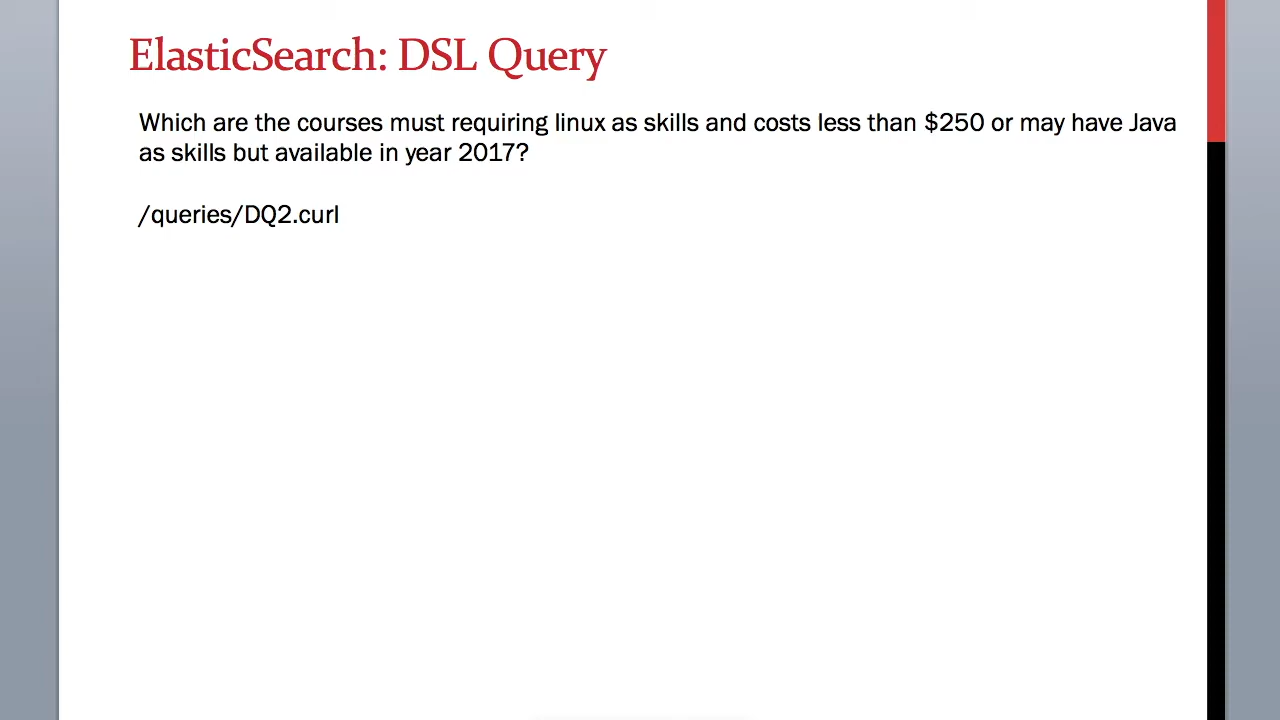 ElasticSearch: DSL Query
Which are the courses must requiring linux as skills and costs less than $250 or may have Java
as skills but available in year 2017?
/queries/DQ2.curl